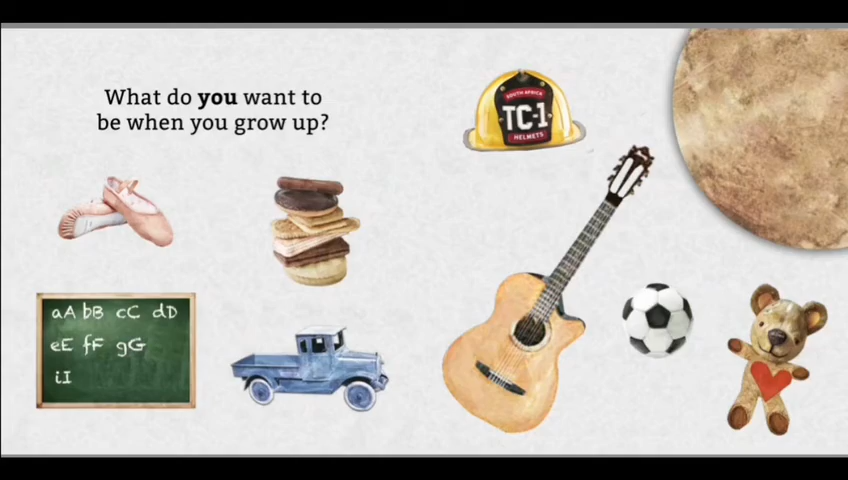 What do you want to
be when you grow up?
SOUTH AFRICA
TC-1
HELMETS
aA bB cC dD
eE fF gG
iI